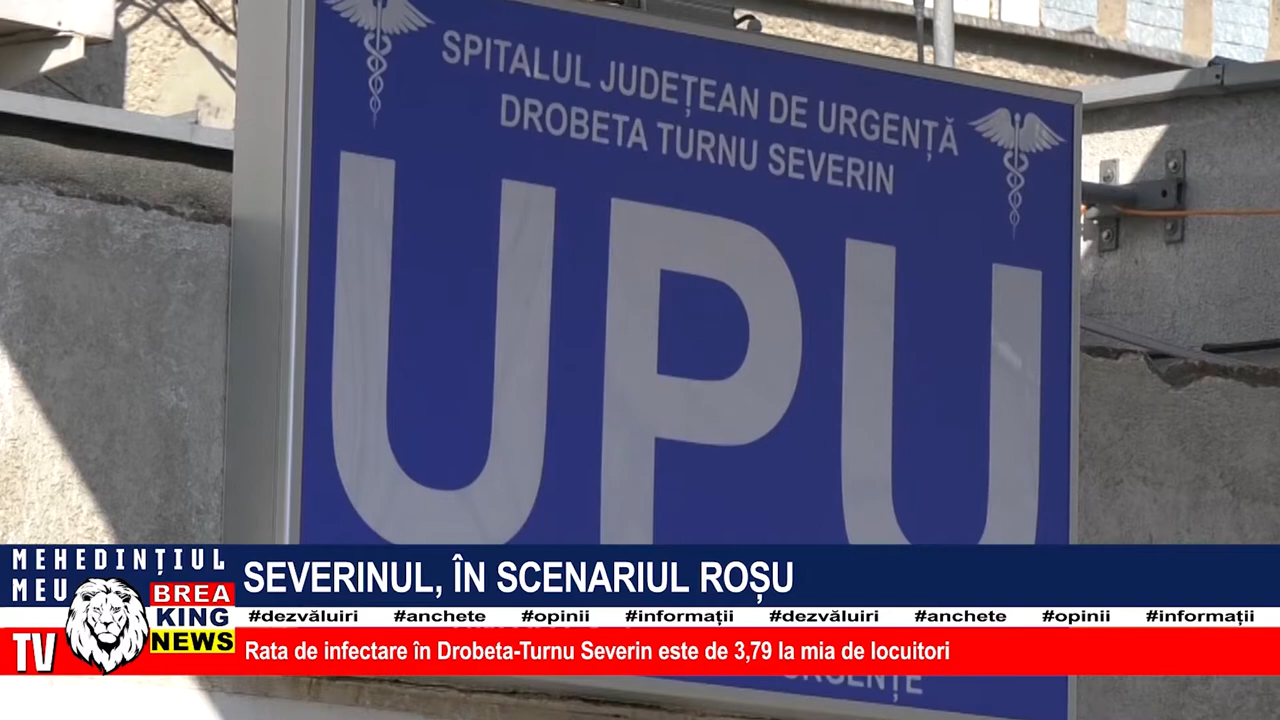 SPITALUL JUDEȚEAN DE URGENȚĂ
DROBETA TURNU SEVERIN
UPU
MEHEDINȚIUL
MEU
TV
BREA
KING
NEWS
SEVERINUL, ÎN SCENARIUL ROȘU
#dezvăluiri #anchete #opinii #informații #dezvăluiri #anchete #opinii #informații
Rata de infectare în Drobeta-Turnu Severin este de 3,79 la mia de locuitori